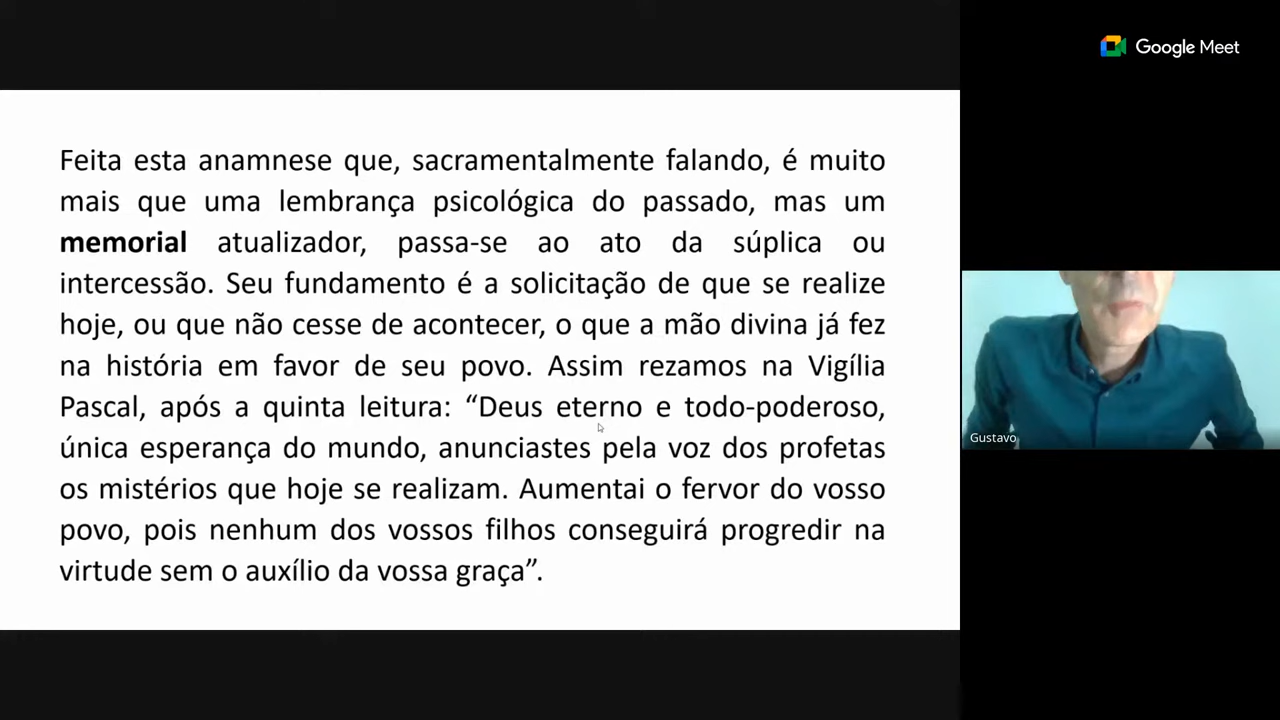 Google Meet
Feita esta anamnese que, sacramentalmente falando, é muito
mais que uma lembrança psicológica do passado, mas um
memorial atualizador, passa-se ao ato da súplica ou
intercessão. Seu fundamento é a solicitação de que se realize
hoje, ou que não cesse de acontecer, o que a mão divina já fez
na história em favor de seu povo. Assim rezamos na Vigília
Pascal, após a quinta leitura: “Deus eterno e todo-poderoso,
única esperança do mundo, anunciastes pela voz dos profetas
os mistérios que hoje se realizam. Aumentai o fervor do vosso
povo, pois nenhum dos vossos filhos conseguirá progredir na
virtude sem o auxílio da vossa graça”.
Gustavo